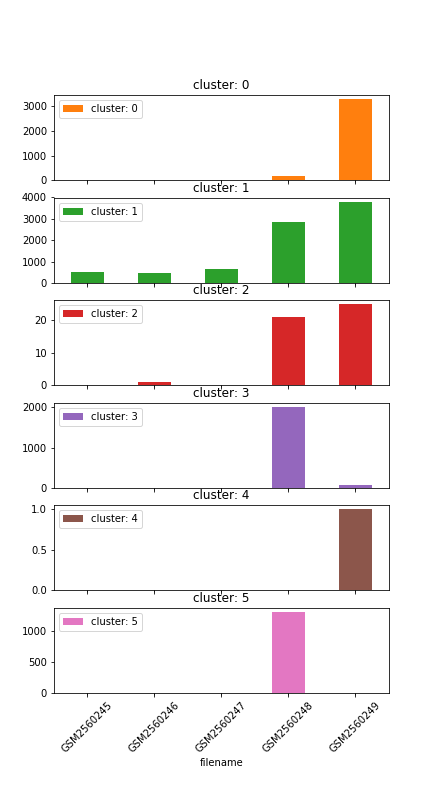 cluster: 0
3000
2000
1000
0
cluster: 0
cluster: 1
4000
3000
2000
1000
0
cluster: 1
cluster: 2
20
10
0
cluster: 2
cluster: 3
2000
1000
0
cluster: 3
cluster: 4
1.0
0.5
0.0
cluster: 4
cluster: 5
1000
500
0
cluster: 5
GSM2560245 GSM2560246 GSM2560247 GSM2560248 GSM2560249
filename